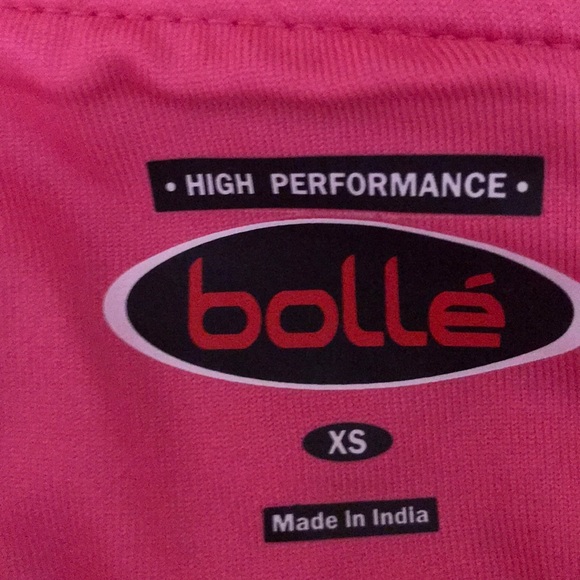 • HIGH PERFORMANCE •
bollé
XS
Made In India